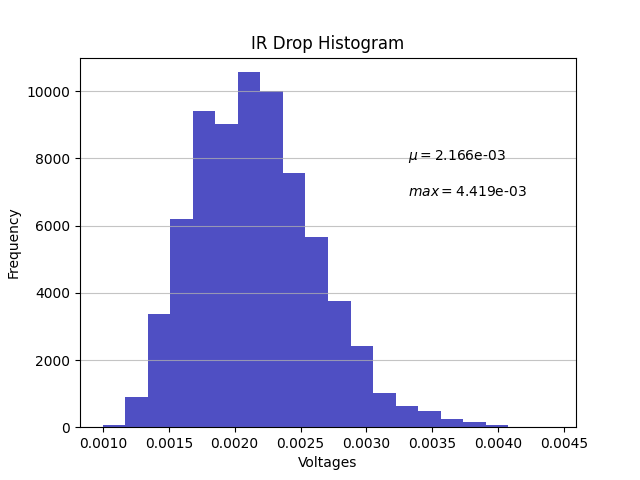 IR Drop Histogram
10000
8000
6000
4000
2000
0
Frequency
μ = 2.166e-03
max = 4.419e-03
0.0010 0.0015 0.0020 0.0025 0.0030 0.0035 0.0040 0.0045
Voltages